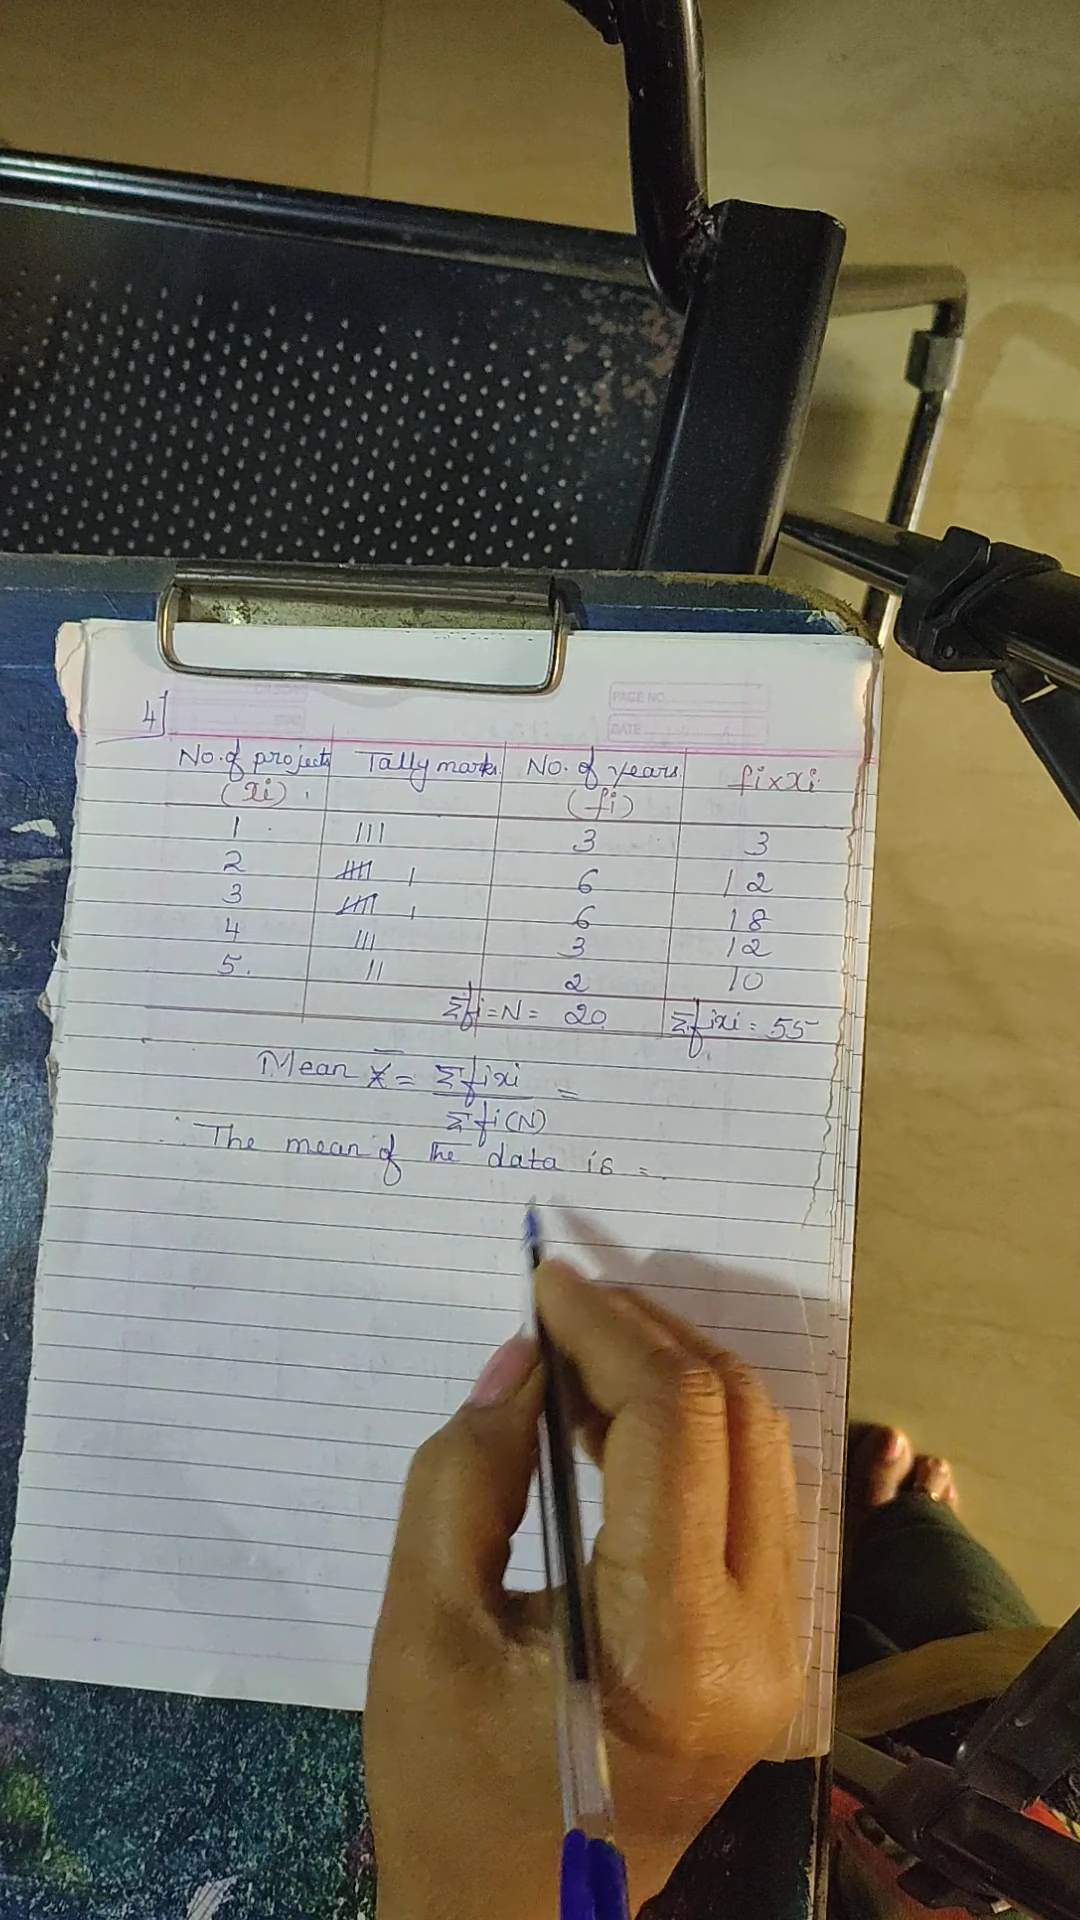 PAGE NO.
DATE
4]
No. of projects Tally marks No. of years fi×xi
(xi) (fi)
1 ||| 3 3
2  𝍸 | 6 12
3 𝍸 | 6 18
4 ||| 3 12
5. || 2 10
Σfi = N = 20 Σfixi = 55
Mean x̄ = Σfixi / Σfi(N) =
∴ The mean of the data is =